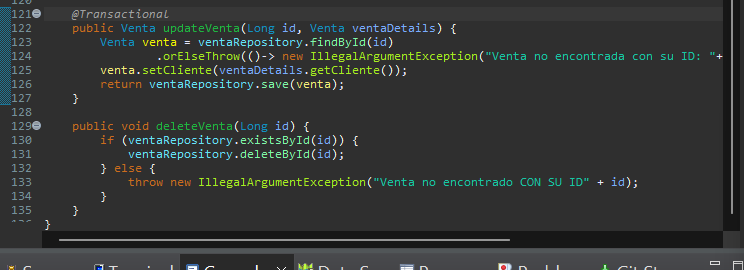 121 @Transactional
122 public Venta updateVenta(Long id, Venta ventaDetails) {
123 Venta venta = ventaRepository.findById(id)
124 .orElseThrow(()-> new IllegalArgumentException("Venta no encontrada con su ID: "+
125 venta.setCliente(ventaDetails.getCliente());
126 return ventaRepository.save(venta);
127 }
128
129 public void deleteVenta(Long id) {
130 if (ventaRepository.existsById(id)) {
131 ventaRepository.deleteById(id);
132 } else {
133 throw new IllegalArgumentException("Venta no encontrado CON SU ID" + id);
134 }
135 }
}